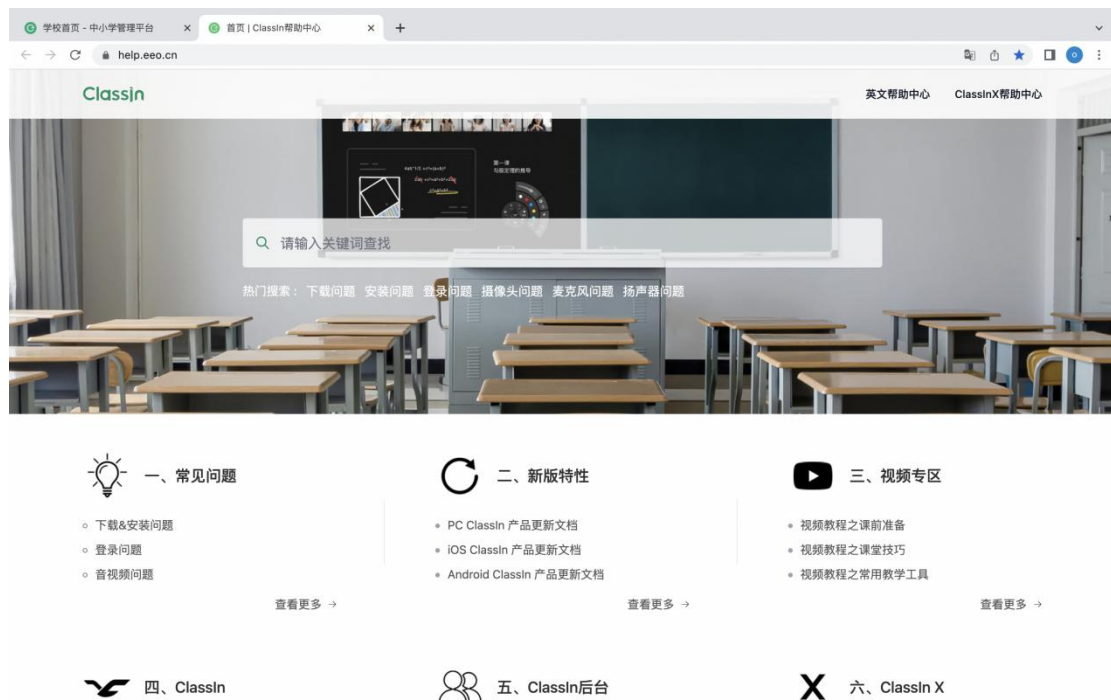 学校首页 - 中小学管理平台
首页 | ClassIn帮助中心
help.eeo.cn
ClassIn
英文帮助中心 ClassInX帮助中心
第一课
勾股定理的推导
请输入关键词查找
热门搜索： 下载问题 安装问题 登录问题 摄像头问题 麦克风问题 扬声器问题
一、常见问题
下载&安装问题
登录问题
音视频问题
查看更多 →
二、新版特性
PC ClassIn 产品更新文档
iOS ClassIn 产品更新文档
Android ClassIn 产品更新文档
查看更多 →
三、视频专区
视频教程之课前准备
视频教程之课堂技巧
视频教程之常用教学工具
查看更多 →
四、ClassIn
五、ClassIn后台
六、ClassIn X